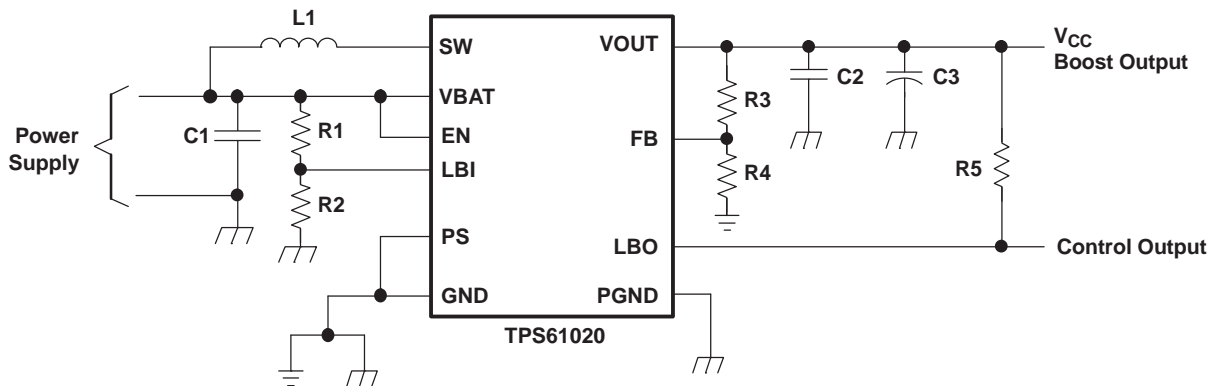 L1
SW
VOUT
VCC
Boost Output
C2
C3
R3
VBAT
Power
Supply
C1
R1
EN
FB
LBI
R4
R5
R2
PS
LBO
Control Output
GND
PGND
TPS61020